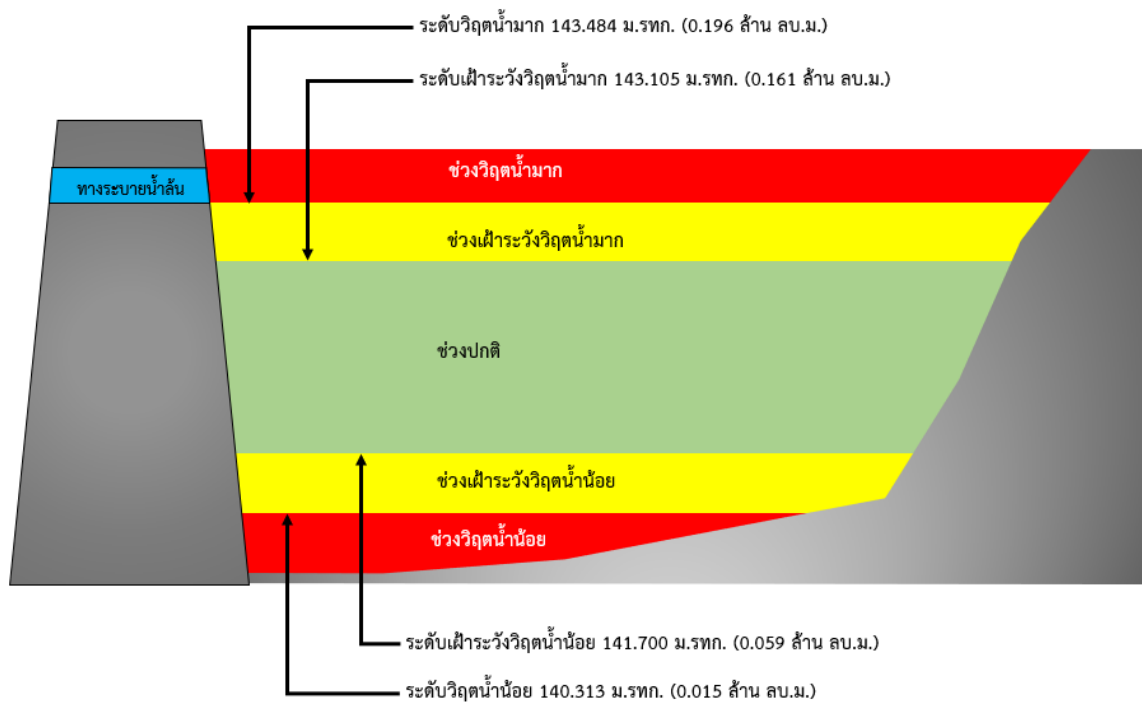 ระดับวิฤตน้ำมาก 143.484 ม.รทก. (0.196 ล้าน ลบ.ม.)
ระดับเฝ้าระวังวิฤตน้ำมาก 143.105 ม.รทก. (0.161 ล้าน ลบ.ม.)
ช่วงวิฤตน้ำมาก
ทางระบายน้ำล้น
ช่วงเฝ้าระวังวิฤตน้ำมาก
ช่วงปกติ
ช่วงเฝ้าระวังวิฤตน้ำน้อย
ช่วงวิฤตน้ำน้อย
ระดับเฝ้าระวังวิฤตน้ำน้อย 141.700 ม.รทก. (0.059 ล้าน ลบ.ม.)
ระดับวิฤตน้ำน้อย 140.313 ม.รทก. (0.015 ล้าน ลบ.ม.)